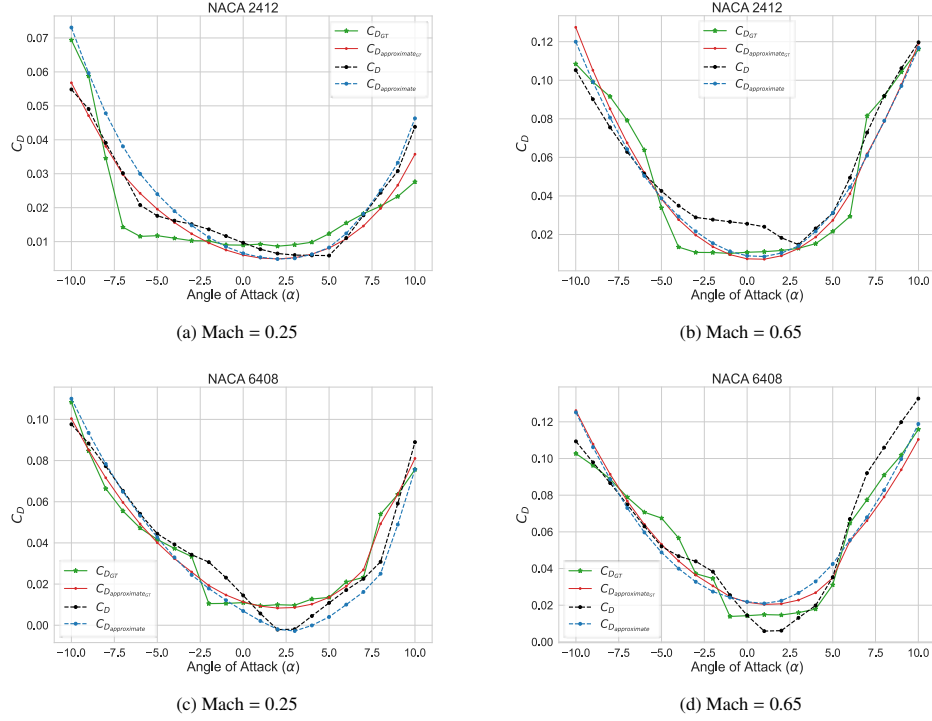 NACA 2412
0.07
0.06
0.05
0.04
0.03
0.02
0.01
C_D
C_{D_{GT}}
C_{D_{approximate_{GT}}}
C_D
C_{D_{approximate}}
−10.0 −7.5 −5.0 −2.5 0.0 2.5 5.0 7.5 10.0
Angle of Attack (α)
(a) Mach = 0.25
NACA 2412
0.12
0.10
0.08
0.06
0.04
0.02
C_D
C_{D_{GT}}
C_{D_{approximate_{GT}}}
C_D
C_{D_{approximate}}
−10.0 −7.5 −5.0 −2.5 0.0 2.5 5.0 7.5 10.0
Angle of Attack (α)
(b) Mach = 0.65
NACA 6408
0.10
0.08
0.06
0.04
0.02
0.00
C_D
C_{D_{GT}}
C_{D_{approximate_{GT}}}
C_D
C_{D_{approximate}}
−10.0 −7.5 −5.0 −2.5 0.0 2.5 5.0 7.5 10.0
Angle of Attack (α)
(c) Mach = 0.25
NACA 6408
0.12
0.10
0.08
0.06
0.04
0.02
0.00
C_D
C_{D_{GT}}
C_{D_{approximate_{GT}}}
C_D
C_{D_{approximate}}
−10.0 −7.5 −5.0 −2.5 0.0 2.5 5.0 7.5 10.0
Angle of Attack (α)
(d) Mach = 0.65